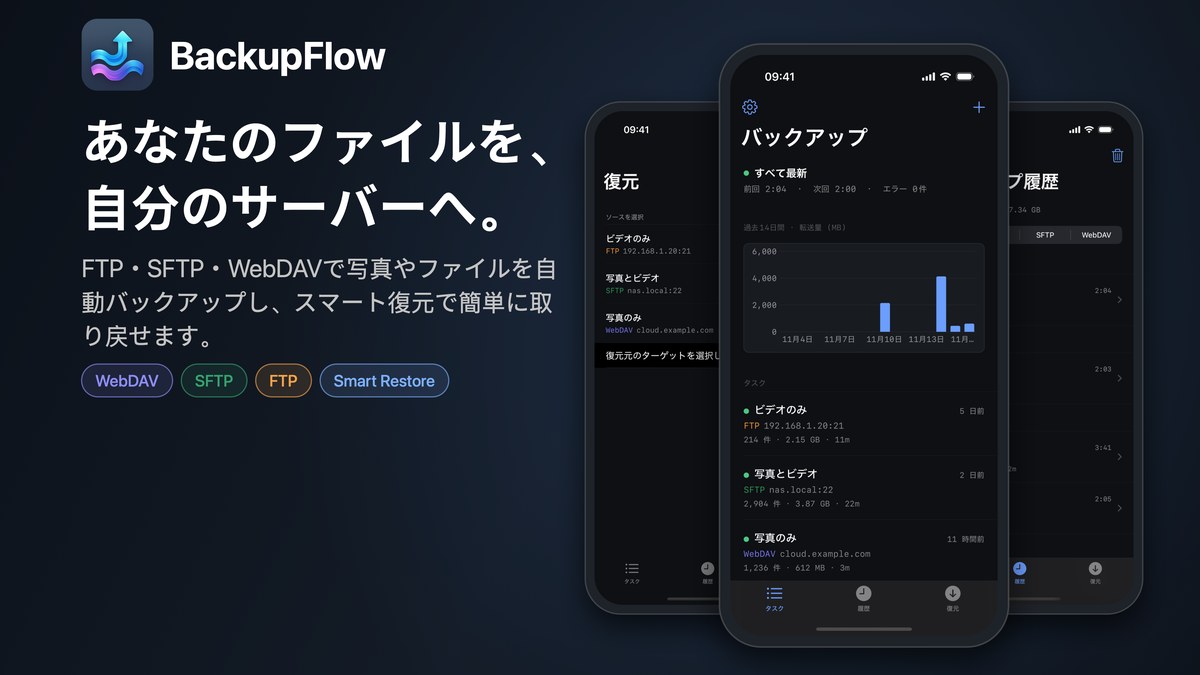 BackupFlow
あなたのファイルを、
自分のサーバーへ。
FTP・SFTP・WebDAVで写真やファイルを自
動バックアップし、スマート復元で簡単に取
り戻せます。
WebDAV SFTP FTP Smart Restore
09:41
復元
ソースを選択
ビデオのみ
FTP 192.168.1.20:21
写真とビデオ
SFTP nas.local:22
写真のみ
WebDAV cloud.example.com
復元元のターゲットを選択し
タスク 履歴
09:41
バックアップ
すべて最新
前回 2:04 · 次回 2:00 · エラー 0件
過去14日間 · 転送量 (MB)
6,000
4,000
2,000
0
11月4日 11月7日 11月10日 11月13日 11月…
タスク
ビデオのみ 5 日前
FTP 192.168.1.20:21
214 件 · 2.15 GB · 11m
写真とビデオ 2 日前
SFTP nas.local:22
2,904 件 · 3.87 GB · 22m
写真のみ 11 時間前
WebDAV cloud.example.com
1,236 件 · 612 MB · 3m
タスク 履歴 復元
プ履歴
7.34 GB
SFTP WebDAV
2:04
2:03
3:41
2m
2:05
履歴 復元